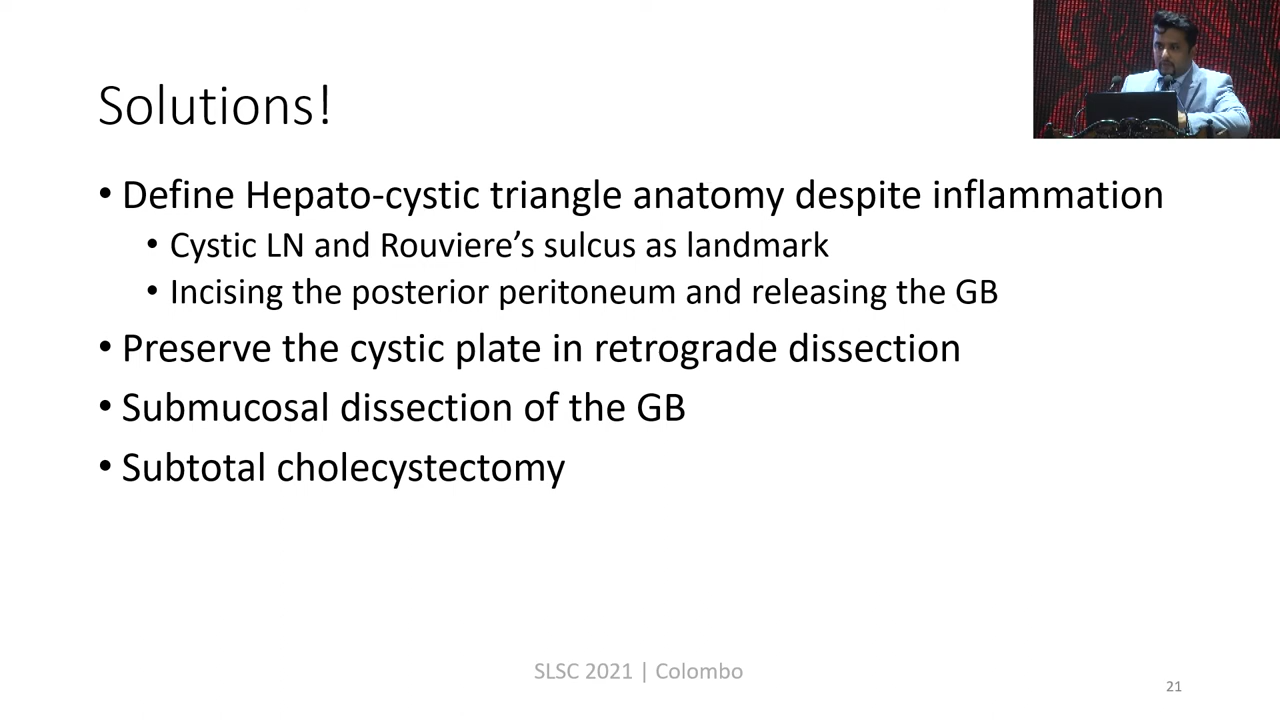 Solutions!
• Define Hepato-cystic triangle anatomy despite inflammation
• Cystic LN and Rouviere’s sulcus as landmark
• Incising the posterior peritoneum and releasing the GB
• Preserve the cystic plate in retrograde dissection
• Submucosal dissection of the GB
• Subtotal cholecystectomy
SLSC 2021 | Colombo
21